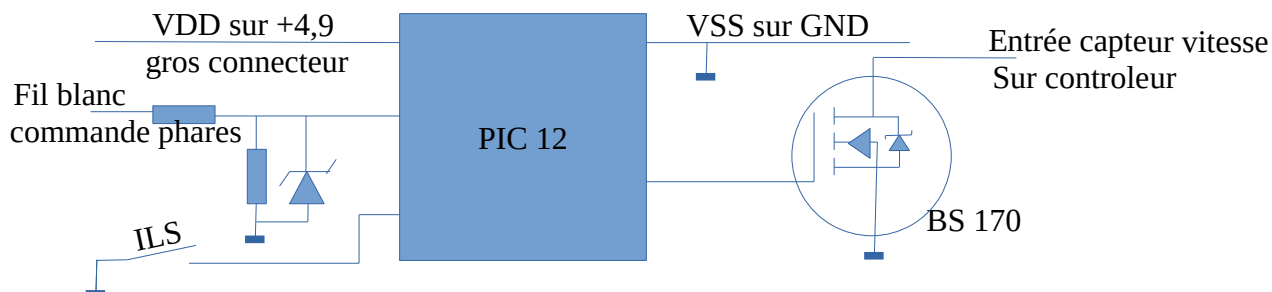 VDD sur +4,9
gros connecteur
Fil blanc
commande phares
ILS
PIC 12
VSS sur GND
Entrée capteur vitesse
Sur controleur
BS 170